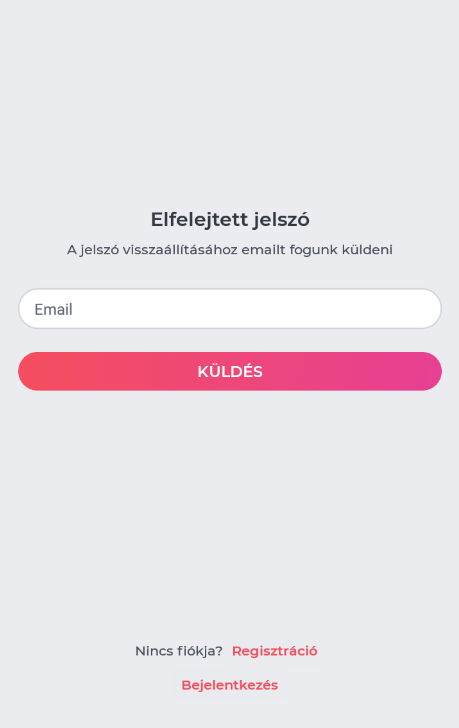 Elfelejtett jelszó
A jelszó visszaállításához emailt fogunk küldeni
Email
KÜLDÉS
Nincs fiókja? Regisztráció
Bejelentkezés